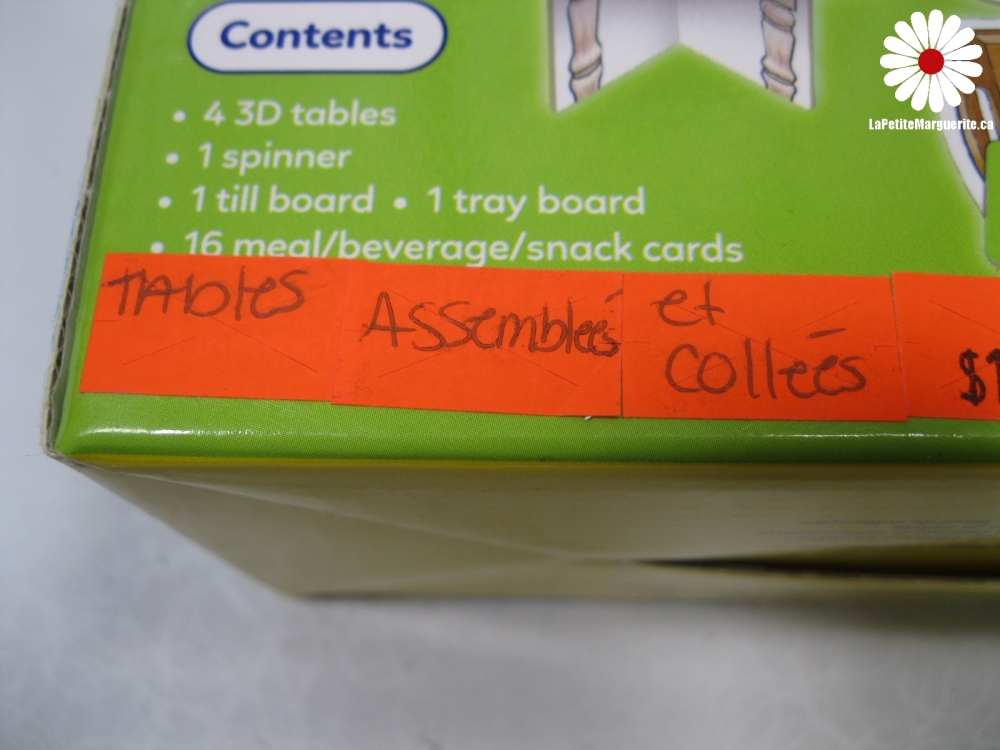 Contents
• 4 3D tables
• 1 spinner
• 1 till board • 1 tray board
• 16 meal/beverage/snack cards
TAbles ASSemblées et collées $1
LaPetiteMarguerite.ca